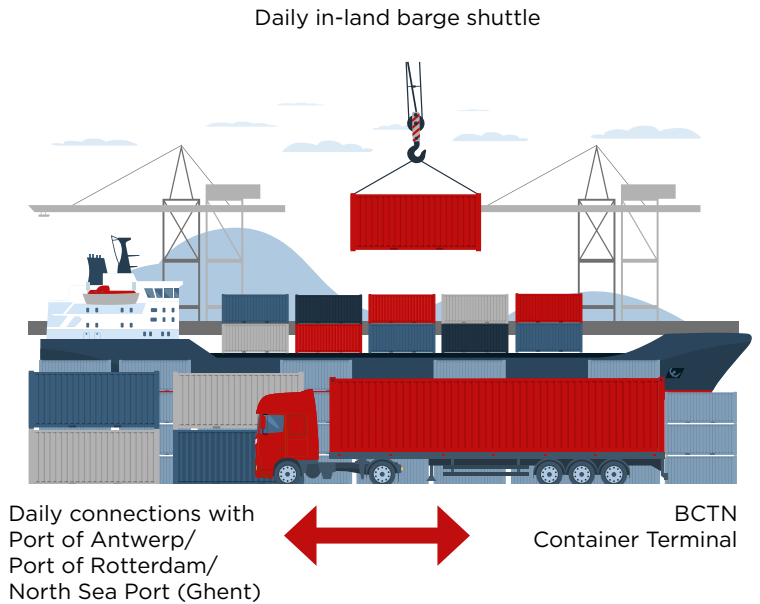 Daily in-land barge shuttle
Daily connections with
Port of Antwerp/
Port of Rotterdam/
North Sea Port (Ghent)
BCTN
Container Terminal